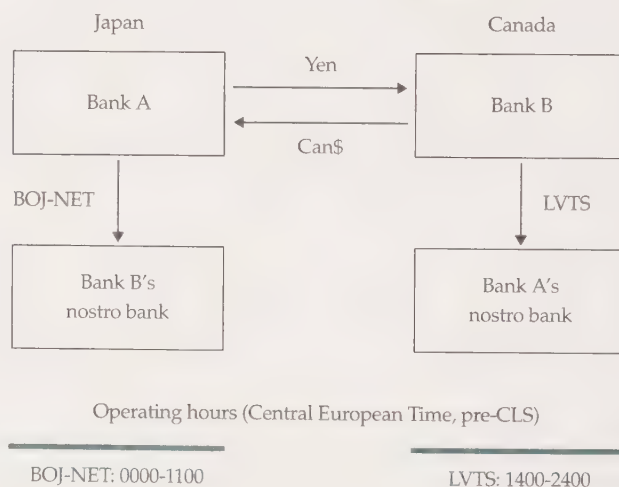 Japan
Canada
Yen
Bank A
Bank B
Can$
BOJ-NET
LVTS
Bank B's
nostro bank
Bank A's
nostro bank
Operating hours (Central European Time, pre-CLS)
BOJ-NET: 0000-1100
LVTS: 1400-2400